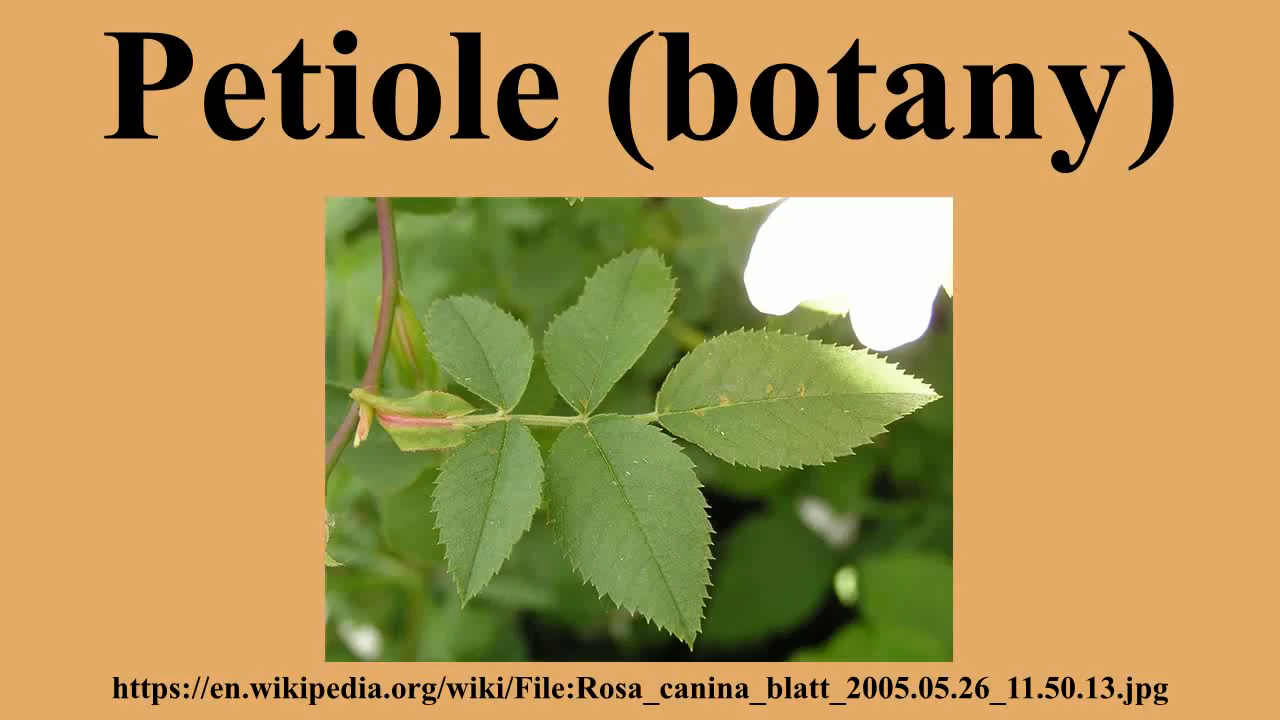 Petiole (botany)
https://en.wikipedia.org/wiki/File:Rosa_canina_blatt_2005.05.26_11.50.13.jpg